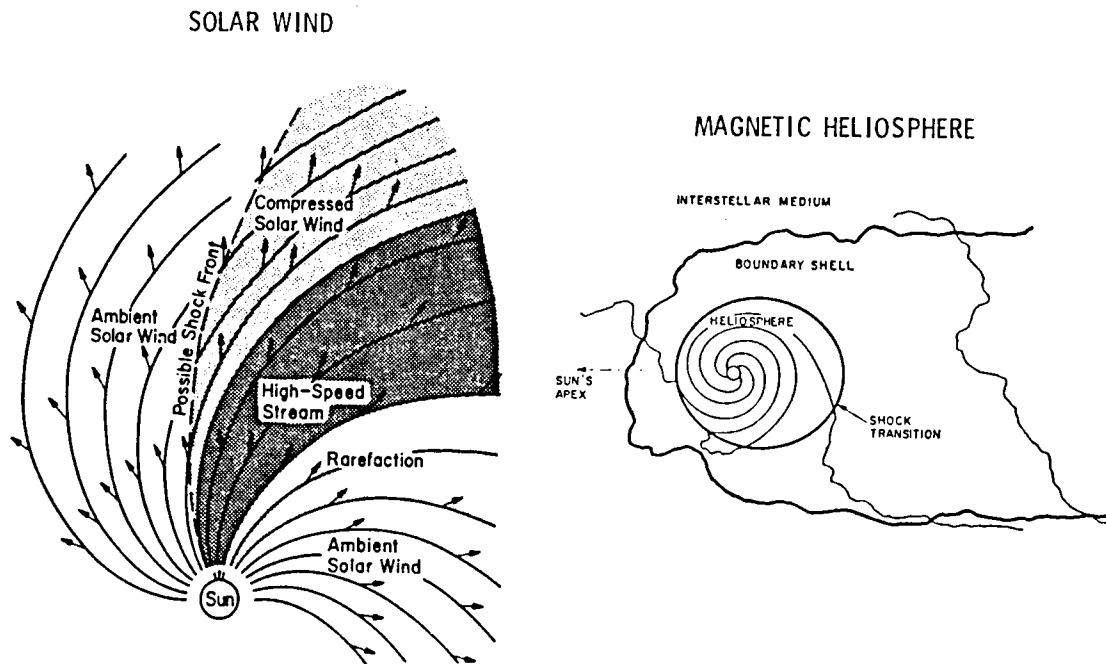 SOLAR WIND
Compressed
Solar Wind
Possible Shock Front
Ambient
Solar Wind
High-Speed
Stream
Rarefaction
Ambient
Solar Wind
Sun
MAGNETIC HELIOSPHERE
INTERSTELLAR MEDIUM
BOUNDARY SHELL
HELIOSPHERE
SUN'S
APEX
SHOCK
TRANSITION